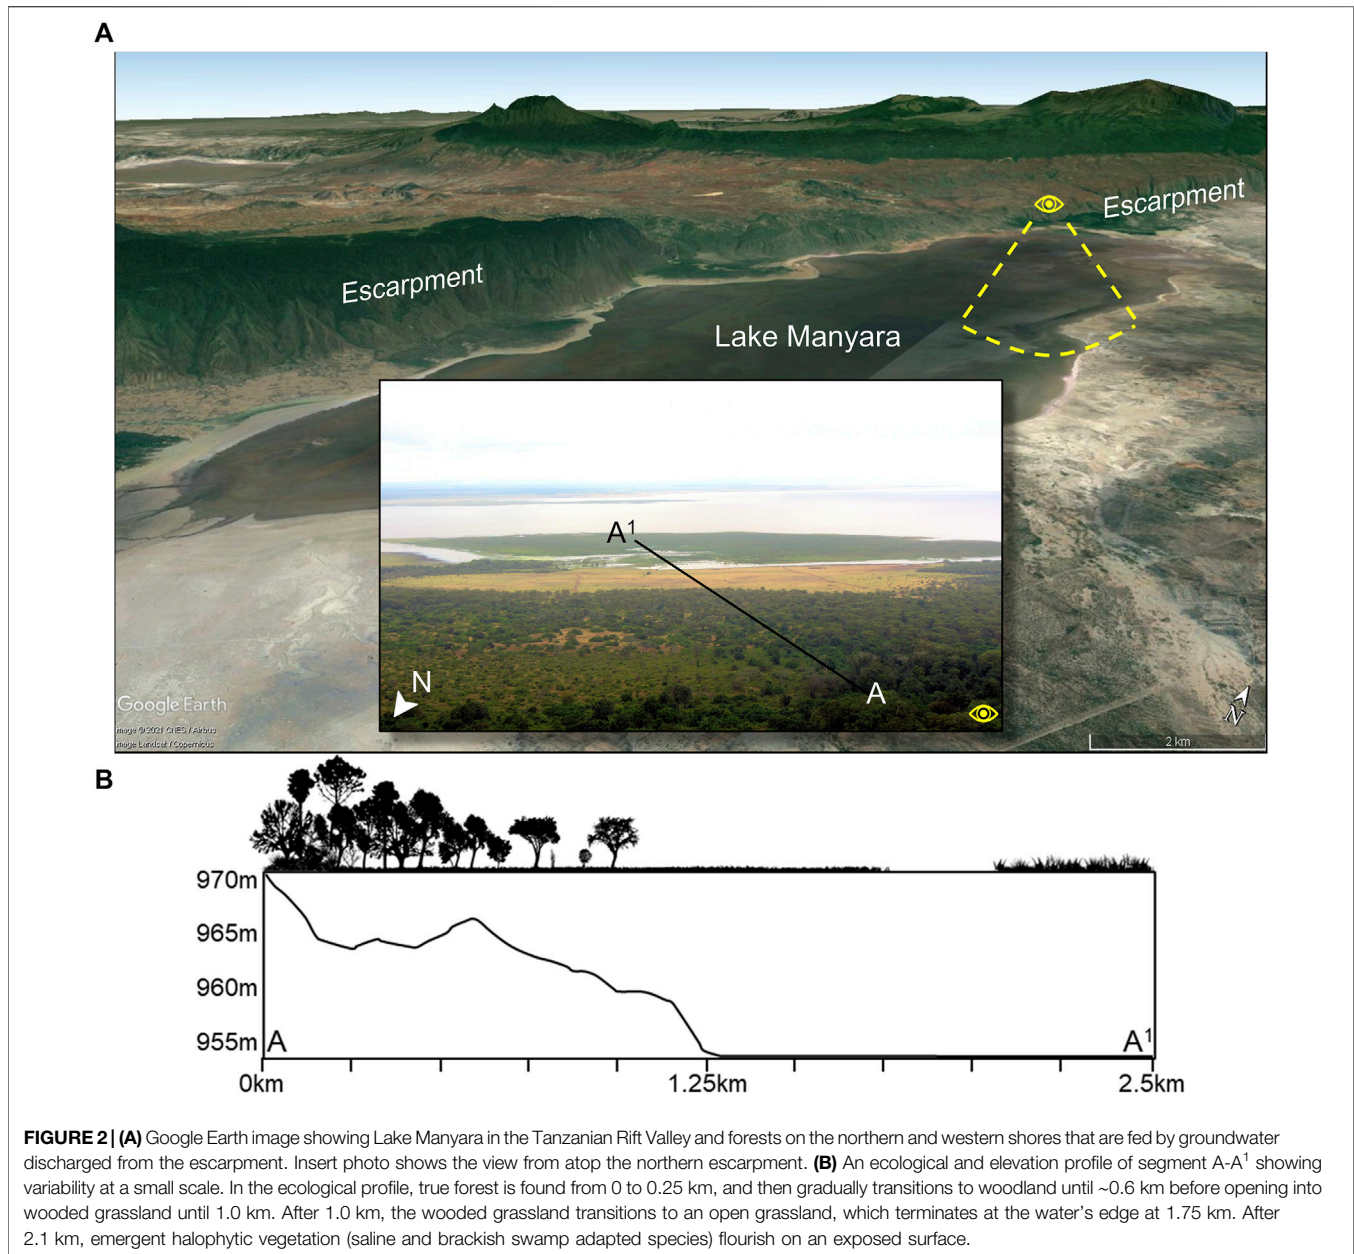 A
Escarpment
Escarpment
Lake Manyara
A1
A
N
Google Earth
Image © 2021 CNES / Airbus
Image Landsat / Copernicus
N
2 km
B
970m
965m
960m
955m
A
A1
0km
1.25km
2.5km
FIGURE 2 | (A) Google Earth image showing Lake Manyara in the Tanzanian Rift Valley and forests on the northern and western shores that are fed by groundwater
discharged from the escarpment. Insert photo shows the view from atop the northern escarpment. (B) An ecological and elevation profile of segment A-A1 showing
variability at a small scale. In the ecological profile, true forest is found from 0 to 0.25 km, and then gradually transitions to woodland until ~0.6 km before opening into
wooded grassland until 1.0 km. After 1.0 km, the wooded grassland transitions to an open grassland, which terminates at the water's edge at 1.75 km. After
2.1 km, emergent halophytic vegetation (saline and brackish swamp adapted species) flourish on an exposed surface.